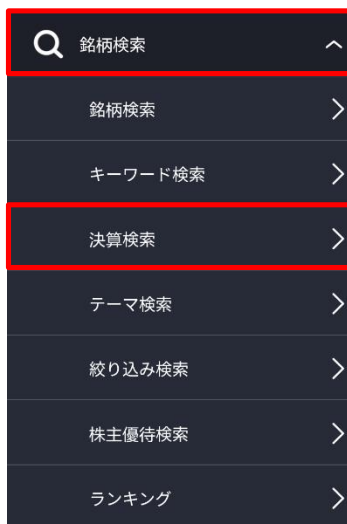 銘柄検索
銘柄検索
キーワード検索
決算検索
テーマ検索
絞り込み検索
株主優待検索
ランキング